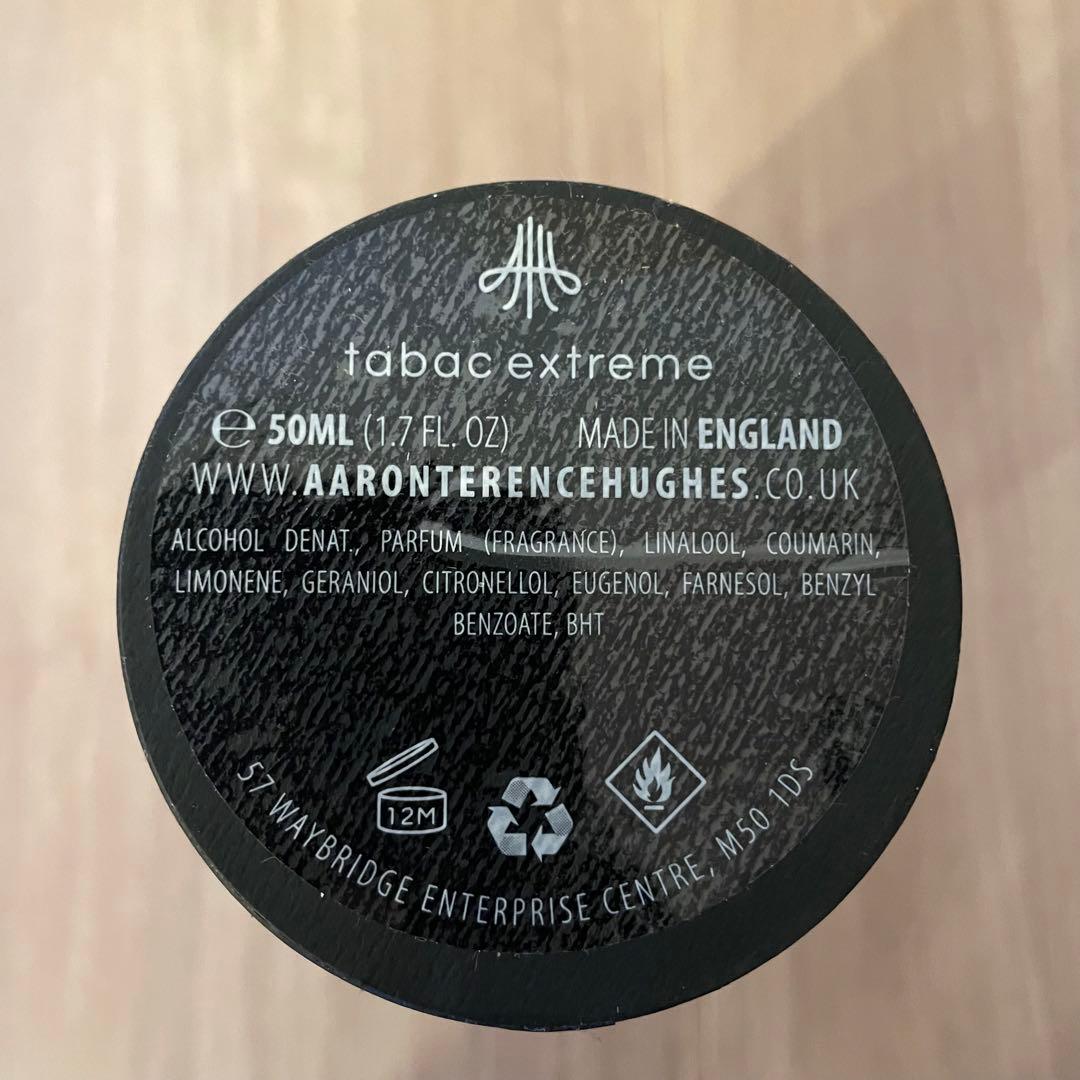 tabac extreme
℮ 50ML (1.7 FL. OZ) MADE IN ENGLAND
WWW.AARONTERENCEHUGHES.CO.UK
ALCOHOL DENAT., PARFUM (FRAGRANCE), LINALOOL, COUMARIN,
LIMONENE, GERANIOL, CITRONELLOL, EUGENOL, FARNESOL, BENZYL
BENZOATE, BHT
12M
57 WAYBRIDGE ENTERPRISE CENTRE, M50 1DS